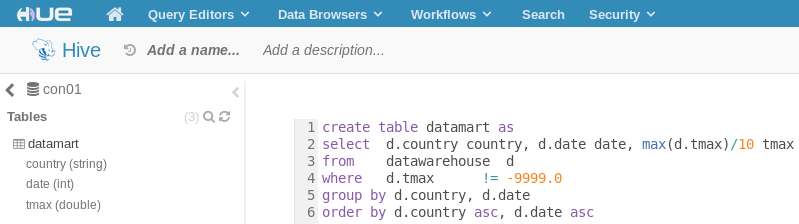 HUE Query Editors Data Browsers Workflows Search Security
Hive Add a name... Add a description...
con01
Tables (3)
datamart
country (string)
date (int)
tmax (double)
1 create table datamart as
2 select d.country country, d.date date, max(d.tmax)/10 tmax
3 from datawarehouse d
4 where d.tmax != -9999.0
5 group by d.country, d.date
6 order by d.country asc, d.date asc